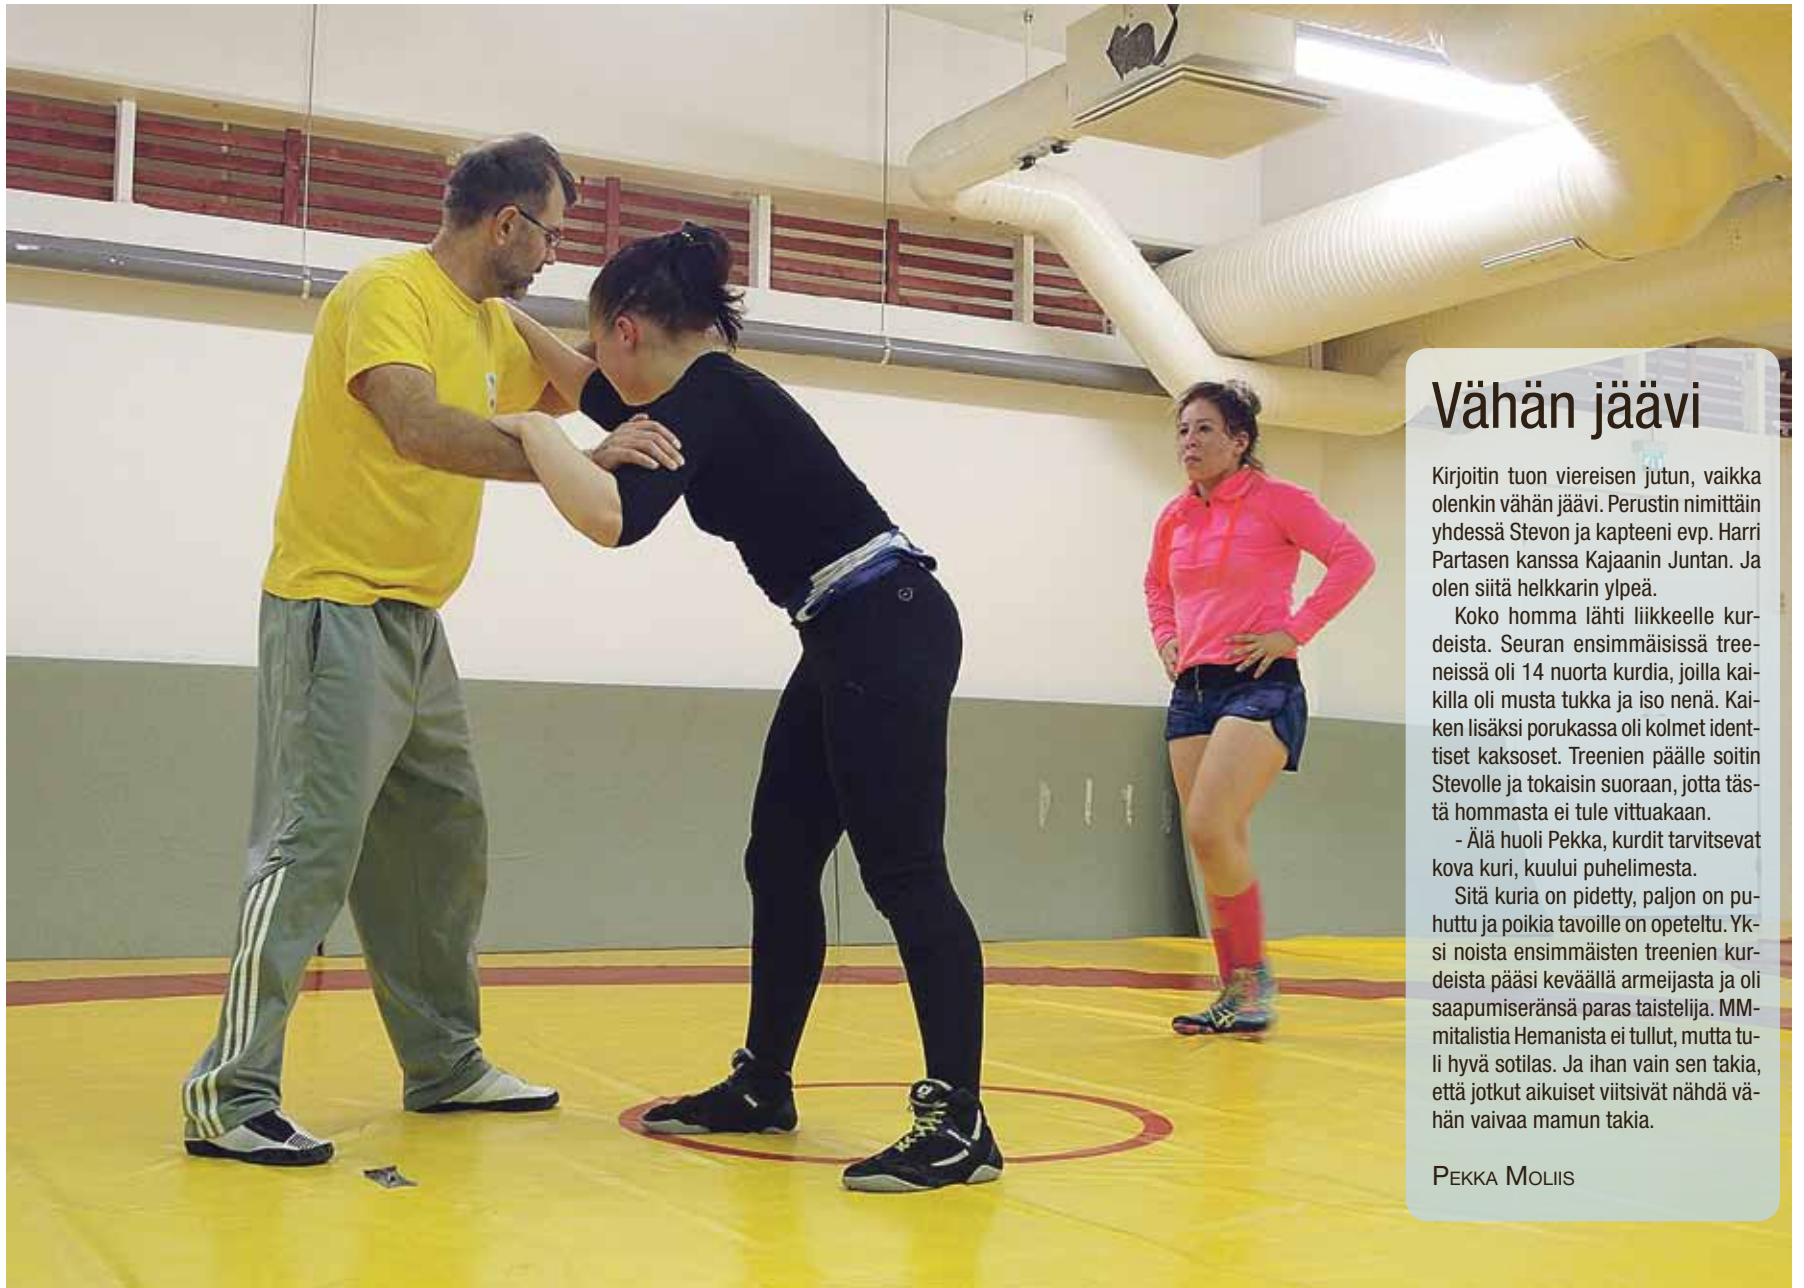 Vähän jäävi
Kirjoitin tuon viereisen jutun, vaikka
olenkin vähän jäävi. Perustin nimittäin
yhdessä Stevon ja kapteeni evp. Harri
Partasen kanssa Kajaanin Juntan. Ja
olen siitä helkkarin ylpeä.
Koko homma lähti liikkeelle kur-
deista. Seuran ensimmäisissä tree-
neissä oli 14 nuorta kurdia, joilla kai-
killa oli musta tukka ja iso nenä. Kai-
ken lisäksi porukassa oli kolmet ident-
tiset kaksoset. Treenien päälle soitin
Stevolle ja tokaisin suoraan, jotta täs-
tä hommasta ei tule vittuakaan.
- Älä huoli Pekka, kurdit tarvitsevat
kova kuri, kuului puhelimesta.
Sitä kuria on pidetty, paljon on pu-
huttu ja poikia tavoille on opeteltu. Yk-
si noista ensimmäisten treenien kur-
deista pääsi keväällä armeijasta ja oli
saapumiseränsä paras taistelija. MM-
mitalistia Hemanista ei tullut, mutta tu-
li hyvä sotilas. Ja ihan vain sen takia,
että jotkut aikuiset viitsivät nähdä vä-
hän vaivaa mamun takia.
PEKKA MOLIIS